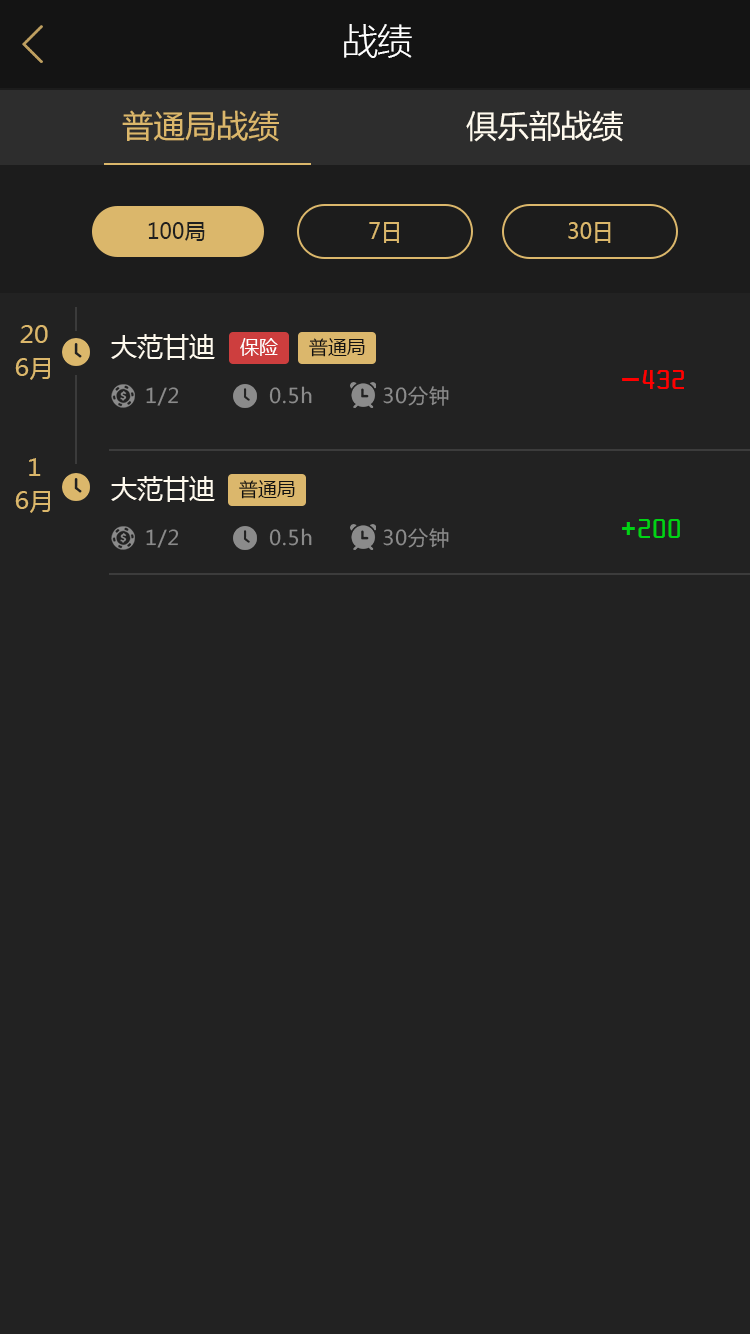 战绩
普通局战绩 俱乐部战绩
100局 7日 30日
20
6月
大范甘迪 保险 普通局
1/2 0.5h 30分钟
-432
1
6月
大范甘迪 普通局
1/2 0.5h 30分钟
+200